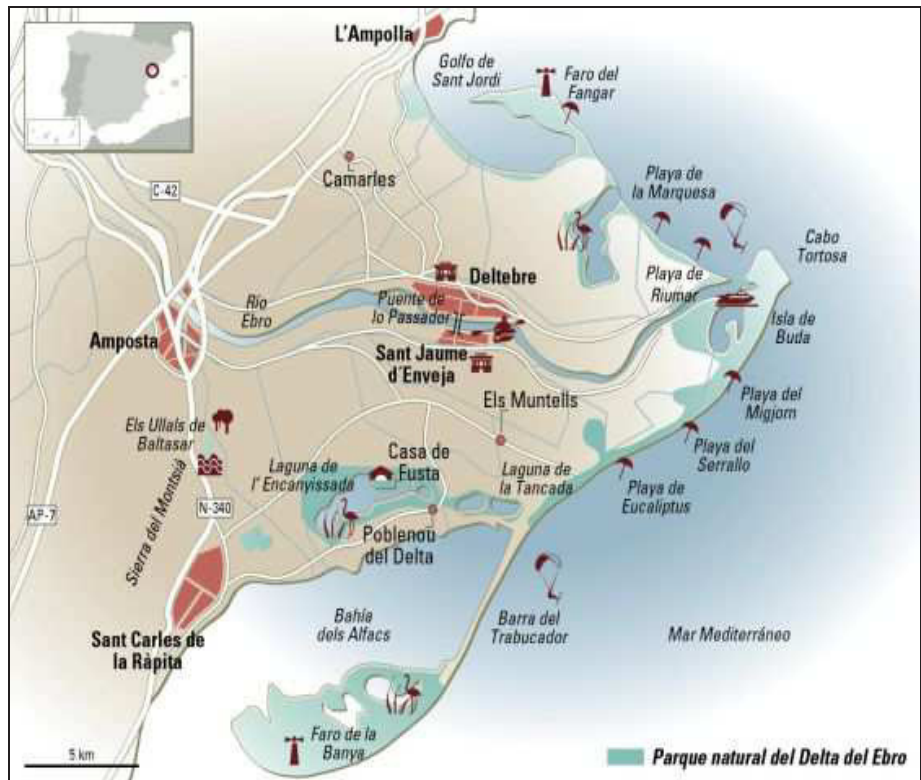 L'Ampolla
Golfo de
Sant Jordi
Faro del
Fangar
Camarles
C-42
Playa de
la Marquesa
Cabo
Tortosa
Deltebre
Playa de
Riumar
Río
Ebro
Puente de
lo Passador
Isla de
Buda
Amposta
Sant Jaume
d'Enveja
Els Muntells
Playa del
Migjorn
Els Ullals de
Baltasar
Casa de
Fusta
Laguna de
l'Encanyissada
Laguna de
la Tancada
Playa del
Serrallo
Playa de
Eucaliptus
Sierra del Montsià
N-340
AP-7
Poblenou
del Delta
Bahía
dels Alfacs
Barra del
Trabucador
Mar Mediterráneo
Sant Carles de
la Ràpita
Faro de la
Banya
5 km
Parque natural del Delta del Ebro